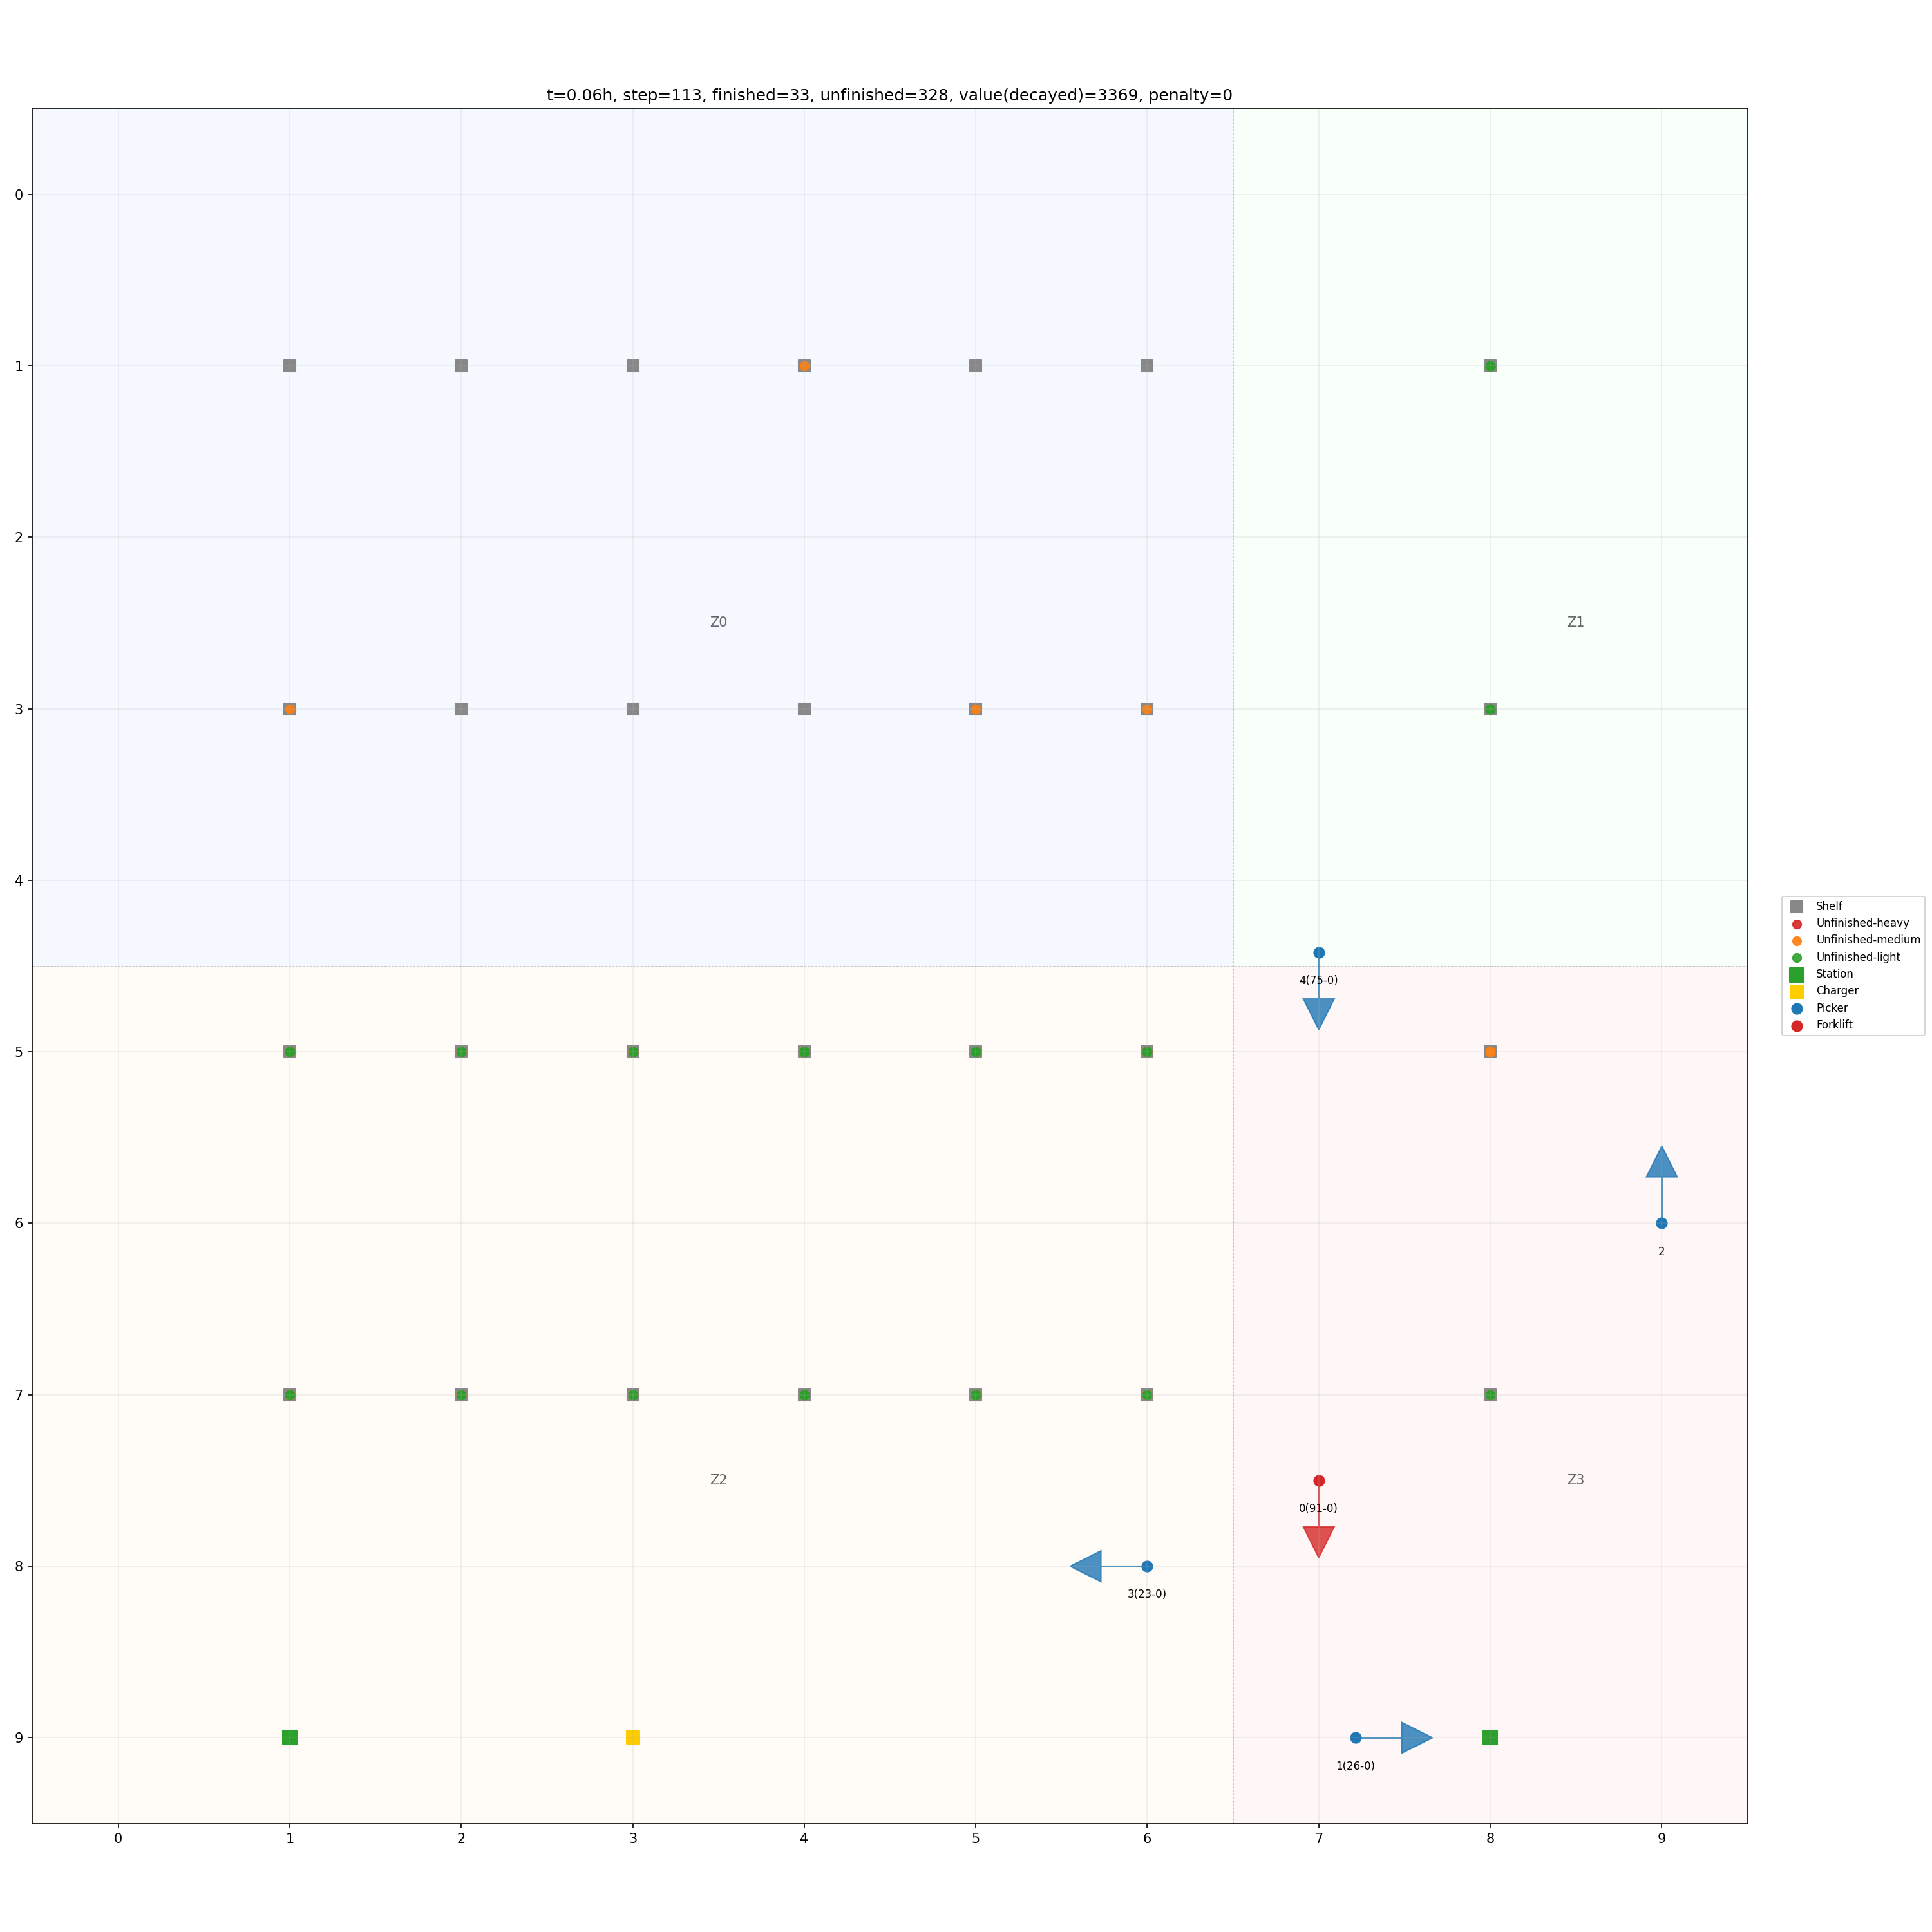 t=0.06h, step=113, finished=33, unfinished=328, value(decayed)=3369, penalty=0
0
1
2
Z0
Z1
3
4
4(75-0)
Shelf
Unfinished-heavy
Unfinished-medium
Unfinished-light
Station
Charger
Picker
Forklift
5
6
2
7
Z2
Z3
0(91-0)
8
3(23-0)
9
1(26-0)
0 1 2 3 4 5 6 7 8 9